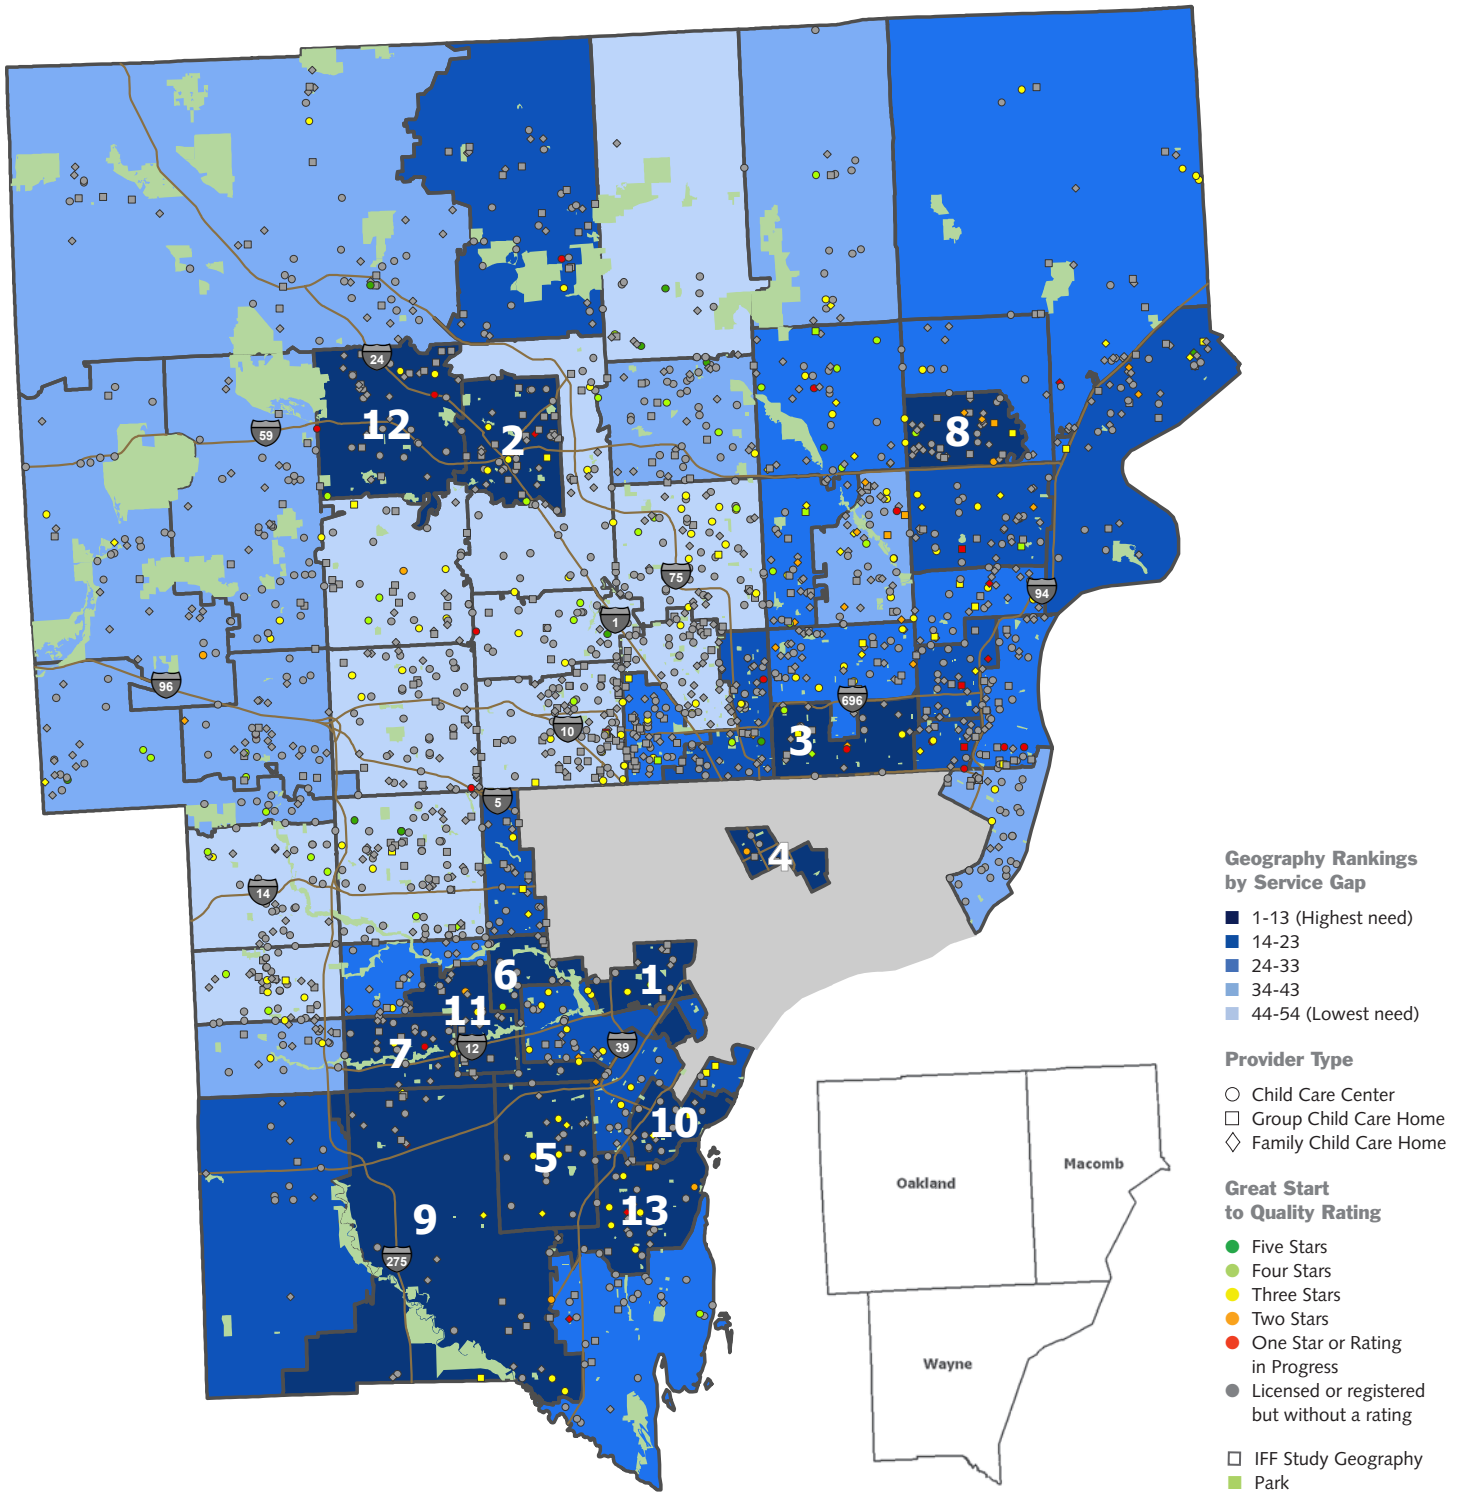 24
12
2
59
8
75
94
1
96
696
10
3
5
4
14
6
1
11
7
12
39
10
5
9
13
275
Geography Rankings
by Service Gap
1-13 (Highest need)
14-23
24-33
34-43
44-54 (Lowest need)
Provider Type
Child Care Center
Group Child Care Home
Family Child Care Home
Great Start
to Quality Rating
Five Stars
Four Stars
Three Stars
Two Stars
One Star or Rating
in Progress
Licensed or registered
but without a rating
IFF Study Geography
Park
Oakland
Macomb
Wayne